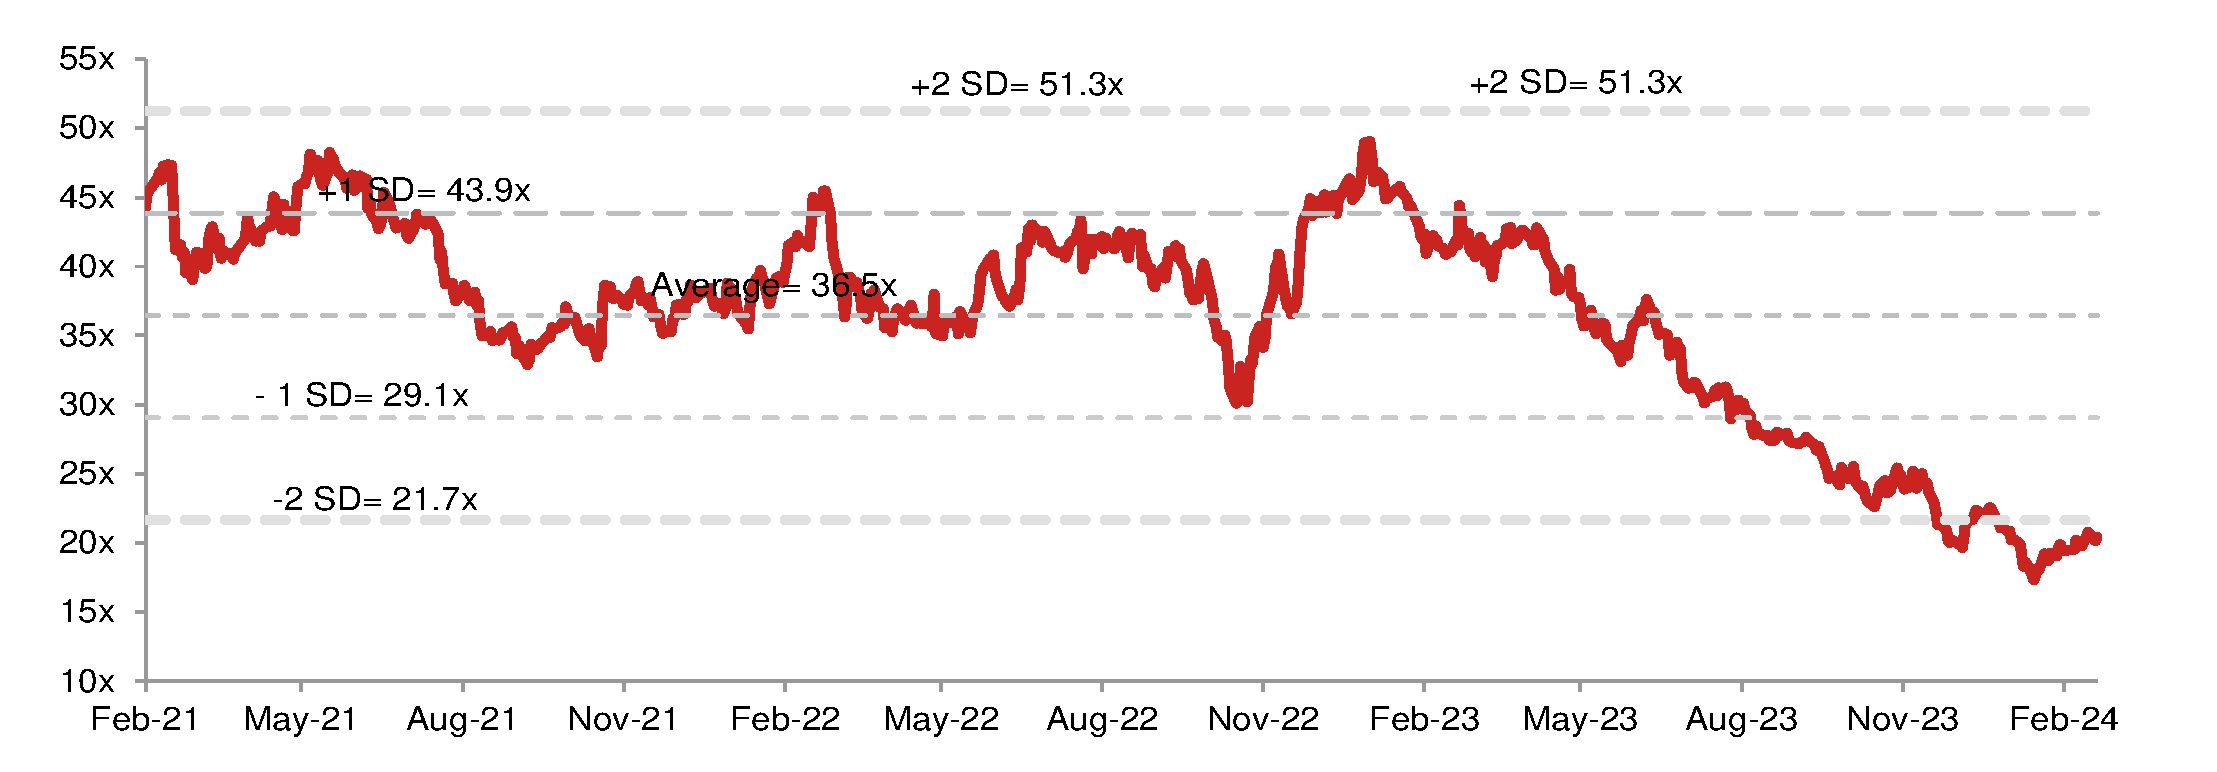 55x
+2 SD= 51.3x +2 SD= 51.3x
50x
45x
+1 SD= 43.9x
40x
Average= 36.5x
35x
30x
- 1 SD= 29.1x
25x
-2 SD= 21.7x
20x
15x
10x
Feb-21 May-21 Aug-21 Nov-21 Feb-22 May-22 Aug-22 Nov-22 Feb-23 May-23 Aug-23 Nov-23 Feb-24